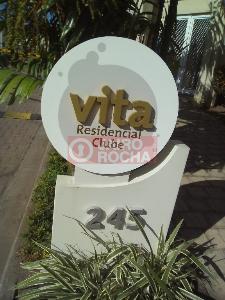 vita
Residencial
Clube
PEDRO
ROCHA
245